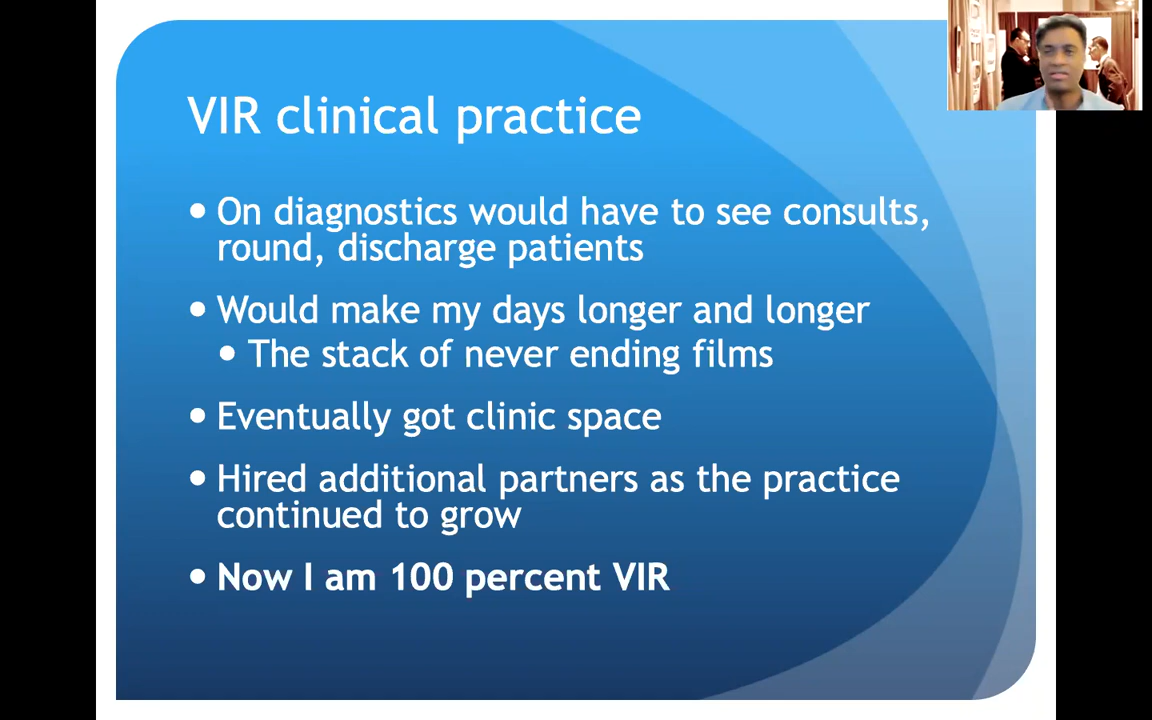 VIR clinical practice
• On diagnostics would have to see consults,
round, discharge patients
• Would make my days longer and longer
• The stack of never ending films
• Eventually got clinic space
• Hired additional partners as the practice
continued to grow
• Now I am 100 percent VIR